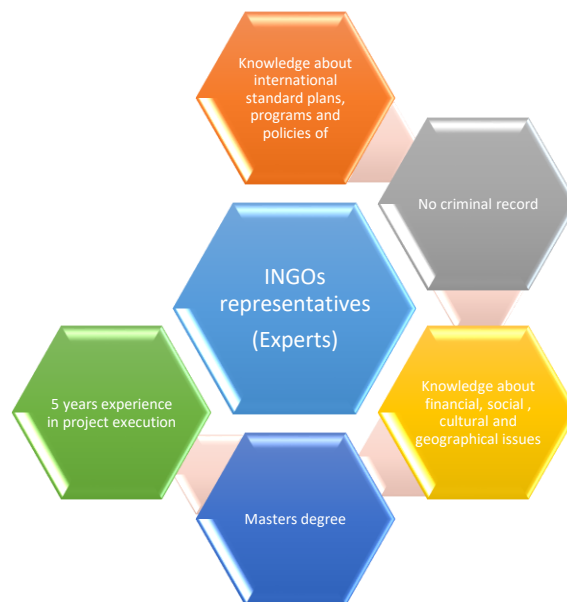 Knowledge about
international
standard plans,
programs and
policies of
No criminal record
INGOs
representatives
(Experts)
Knowledge about
financial, social ,
cultural and
geographical issues
5 years experience
in project execution
Masters degree